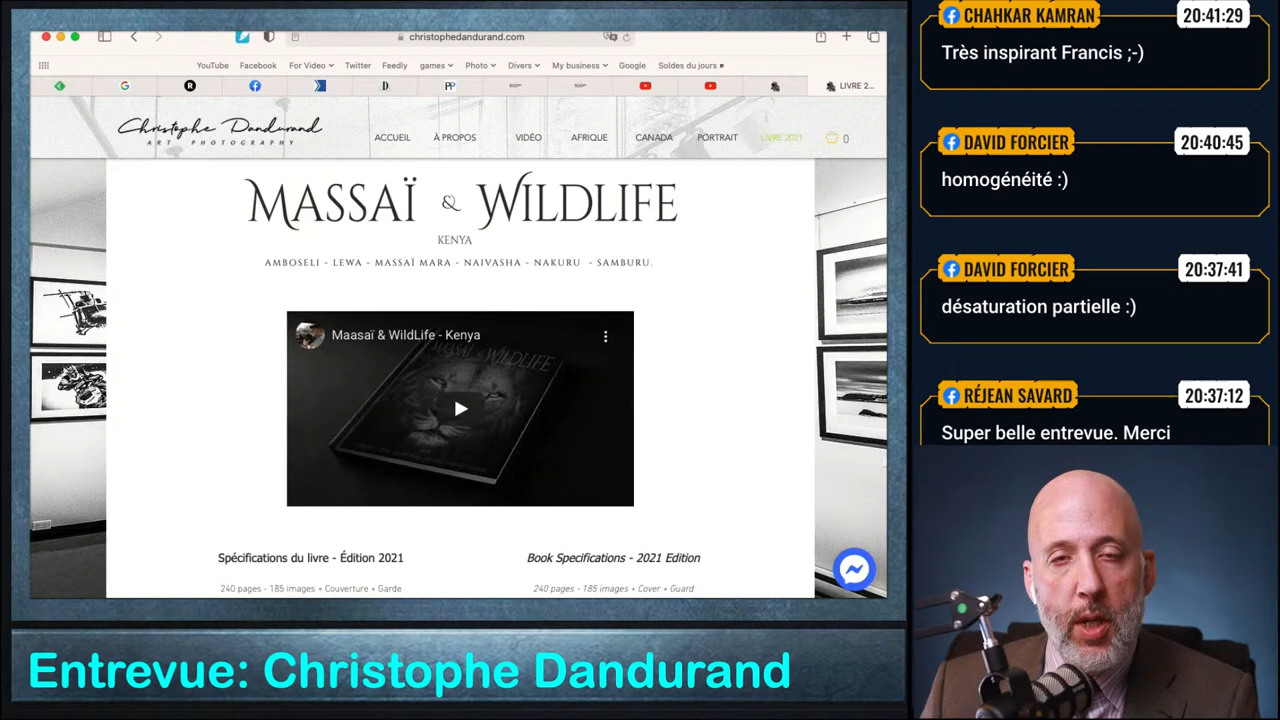 christophedandurand.com
YouTube Facebook For Video Twitter Feedly games Photo Divers My business Google Soldes du jours
LIVRE 2...
Christophe Dandurand
ART PHOTOGRAPHY
ACCUEIL À PROPOS VIDÉO AFRIQUE CANADA PORTRAIT LIVRE 2021 0
MASSAÏ & WILDLIFE
KENYA
AMBOSELI - LEWA - MASSAÏ MARA - NAIVASHA - NAKURU - SAMBURU.
Maasaï & WildLife - Kenya
MASSAÏ & WILDLIFE
Spécifications du livre - Édition 2021
240 pages - 185 images + Couverture + Garde
Book Specifications - 2021 Edition
240 pages - 185 images + Cover + Guard
CHAHKAR KAMRAN 20:41:29
Très inspirant Francis ;-)
DAVID FORCIER 20:40:45
homogénéité :)
DAVID FORCIER 20:37:41
désaturation partielle :)
RÉJEAN SAVARD 20:37:12
Super belle entrevue. Merci
Entrevue: Christophe Dandurand